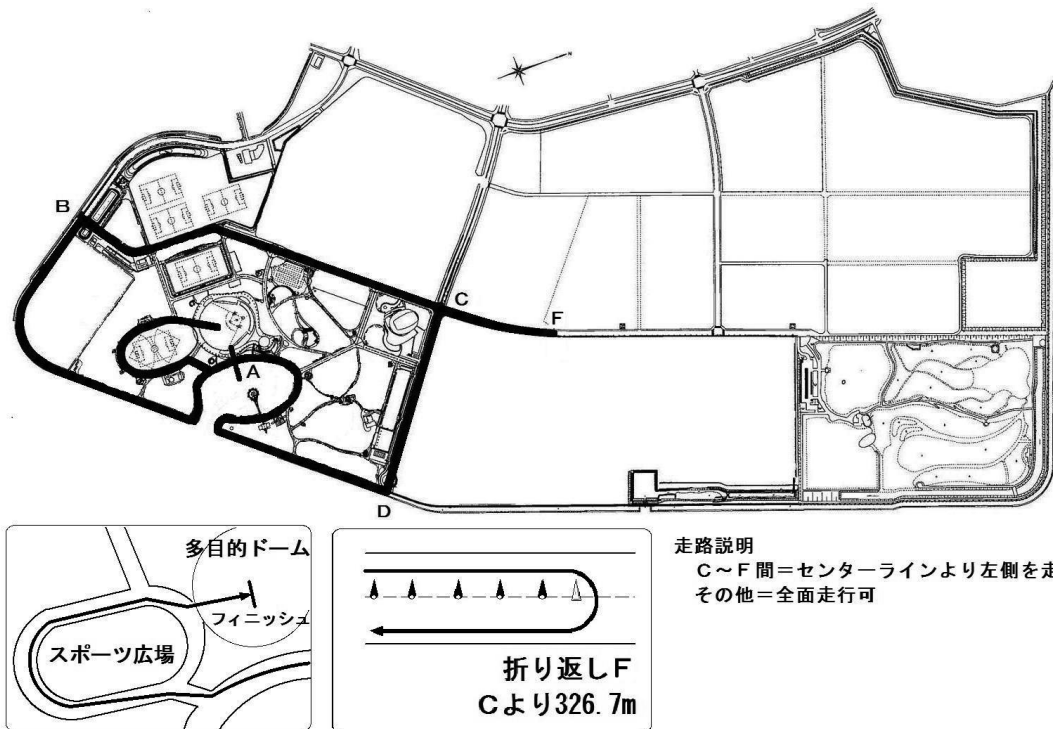 B
C
F
A
D
多目的ドーム
フィニッシュ
スポーツ広場
折り返しF
Cより326.7m
走路説明
C～F間＝センターラインより左側を走
その他＝全面走行可